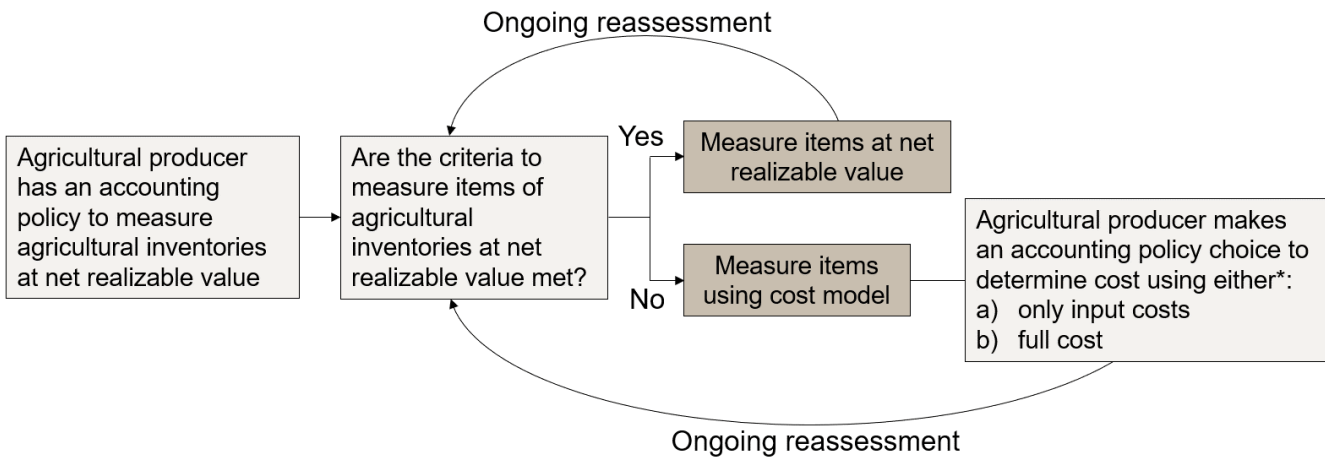 Ongoing reassessment
Agricultural producer
has an accounting
policy to measure
agricultural inventories
at net realizable value
Are the criteria to
measure items of
agricultural
inventories at net
realizable value met?
Yes
Measure items at net
realizable value
No
Measure items
using cost model
Agricultural producer makes
an accounting policy choice to
determine cost using either*:
a) only input costs
b) full cost
Ongoing reassessment